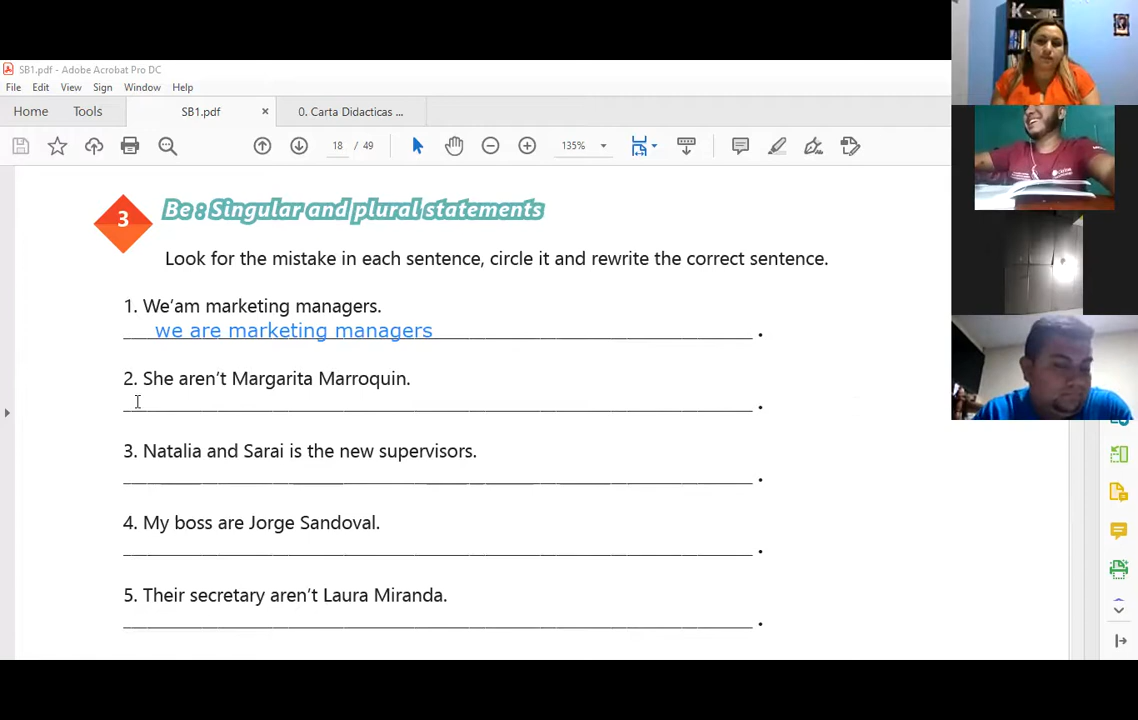 SB1.pdf - Adobe Acrobat Pro DC
File Edit View Sign Window Help
Home Tools SB1.pdf × 0. Carta Didacticas ...
18 / 49 135%
3 Be : Singular and plural statements
Look for the mistake in each sentence, circle it and rewrite the correct sentence.
1. We'am marketing managers.
we are marketing managers .
2. She aren't Margarita Marroquin.
.
3. Natalia and Sarai is the new supervisors.
.
4. My boss are Jorge Sandoval.
.
5. Their secretary aren't Laura Miranda.
.
K